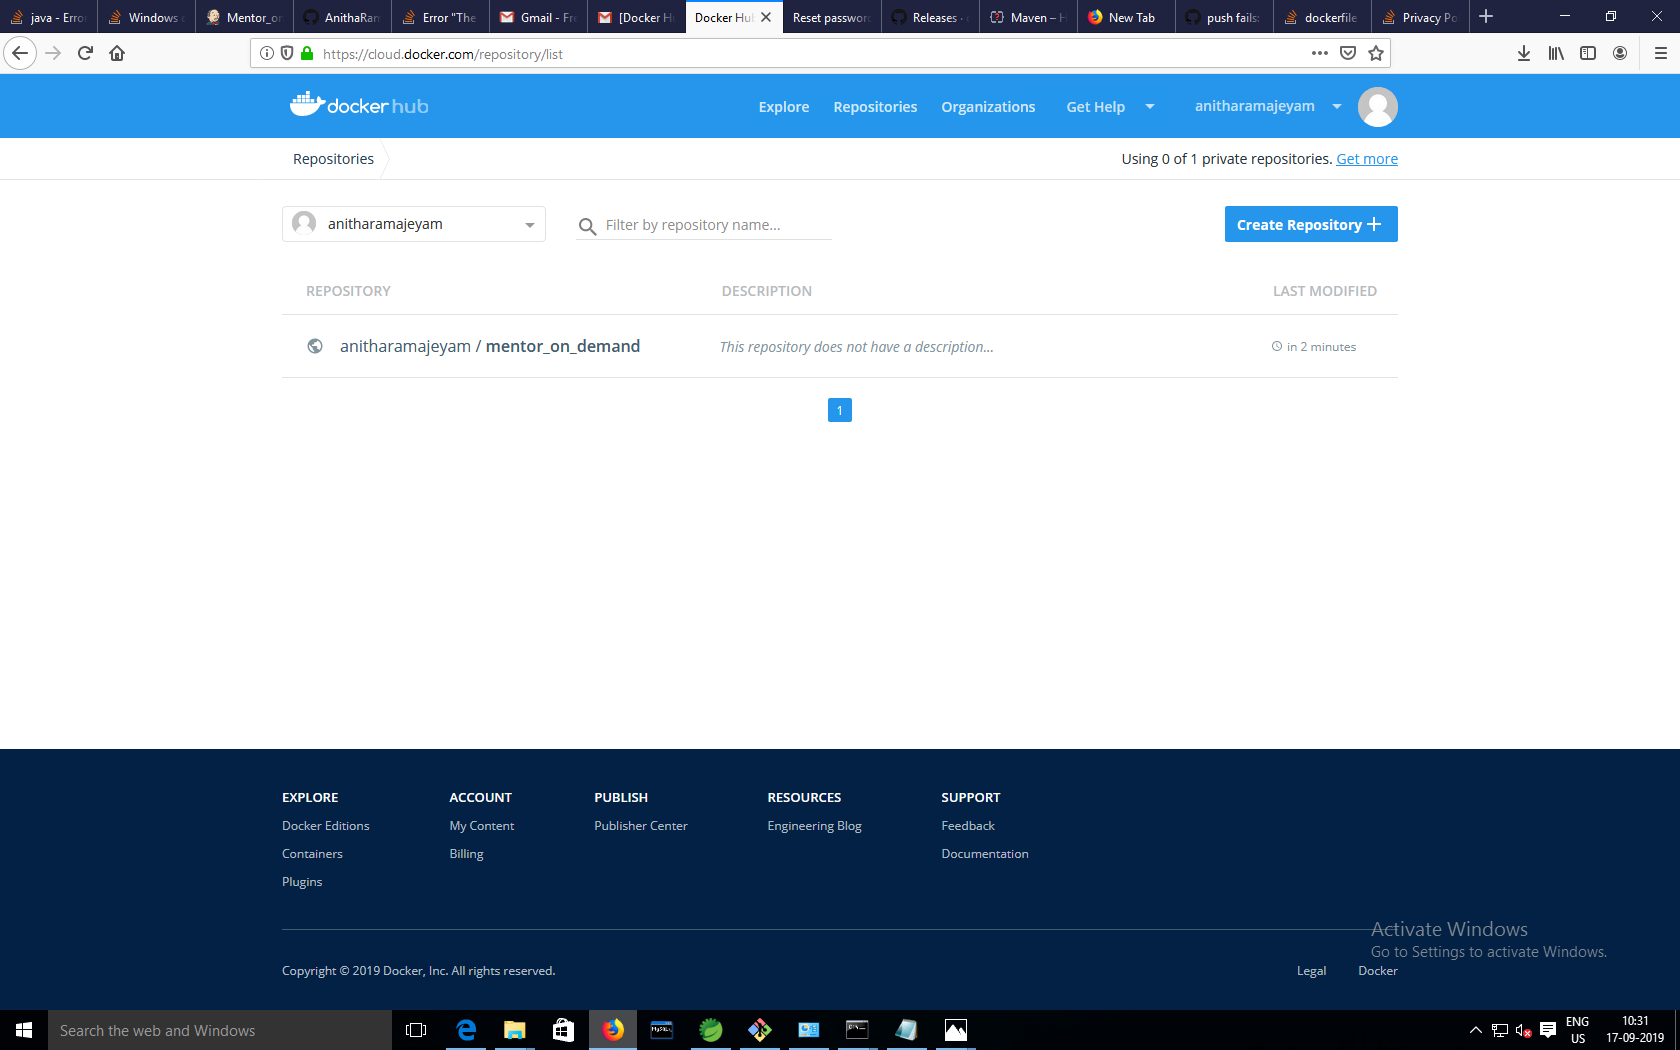 java - Erro
Windows c
Mentor_or
AnithaRar
Error "The
Gmail - Fr
[Docker H
Docker Hu
Reset password
Releases ·
Maven – H
New Tab
push fails:
dockerfile
Privacy Po
https://cloud.docker.com/repository/list
docker hub
Explore
Repositories
Organizations
Get Help
anitharamajeyam
Repositories
Using 0 of 1 private repositories. Get more
anitharamajeyam
Filter by repository name...
Create Repository +
REPOSITORY
DESCRIPTION
LAST MODIFIED
anitharamajeyam / mentor_on_demand
This repository does not have a description...
in 2 minutes
1
EXPLORE
ACCOUNT
PUBLISH
RESOURCES
SUPPORT
Docker Editions
My Content
Publisher Center
Engineering Blog
Feedback
Containers
Billing
Documentation
Plugins
Activate Windows
Go to Settings to activate Windows.
Copyright © 2019 Docker, Inc. All rights reserved.
Legal
Docker
Search the web and Windows
ENG
US
10:31
17-09-2019